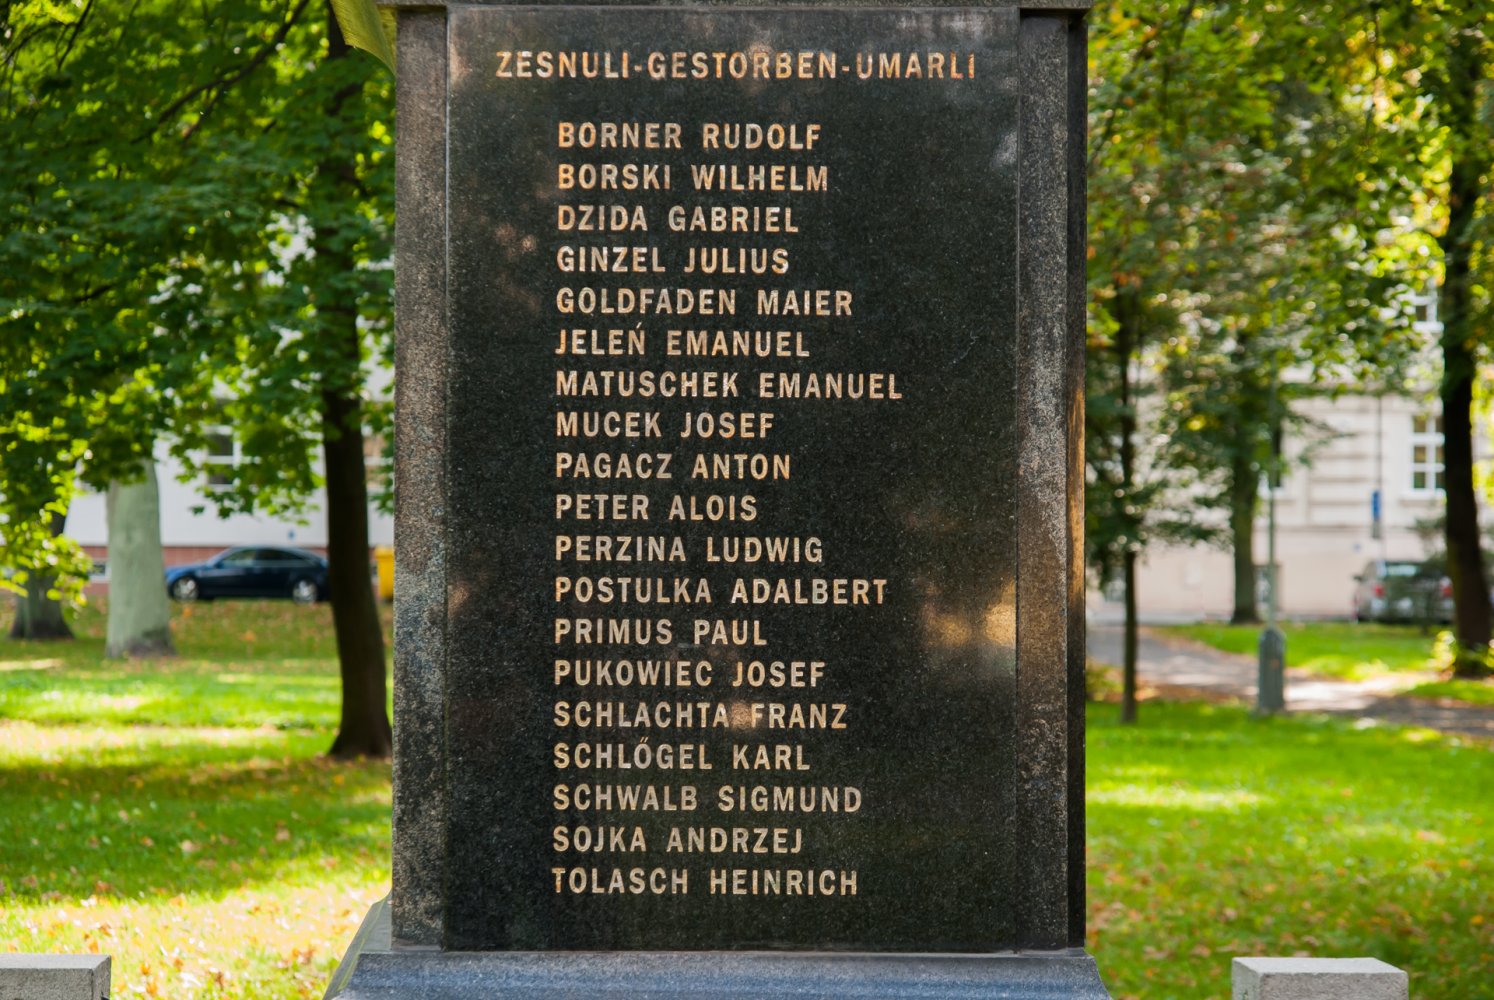 ZESNULI-GESTORBEN-UMARLI
BORNER RUDOLF
BORSKI WILHELM
DZIDA GABRIEL
GINZEL JULIUS
GOLDFADEN MAIER
JELEŃ EMANUEL
MATUSCHEK EMANUEL
MUCEK JOSEF
PAGACZ ANTON
PETER ALOIS
PERZINA LUDWIG
POSTULKA ADALBERT
PRIMUS PAUL
PUKOWIEC JOSEF
SCHLACHTA FRANZ
SCHLŐGEL KARL
SCHWALB SIGMUND
SOJKA ANDRZEJ
TOLASCH HEINRICH